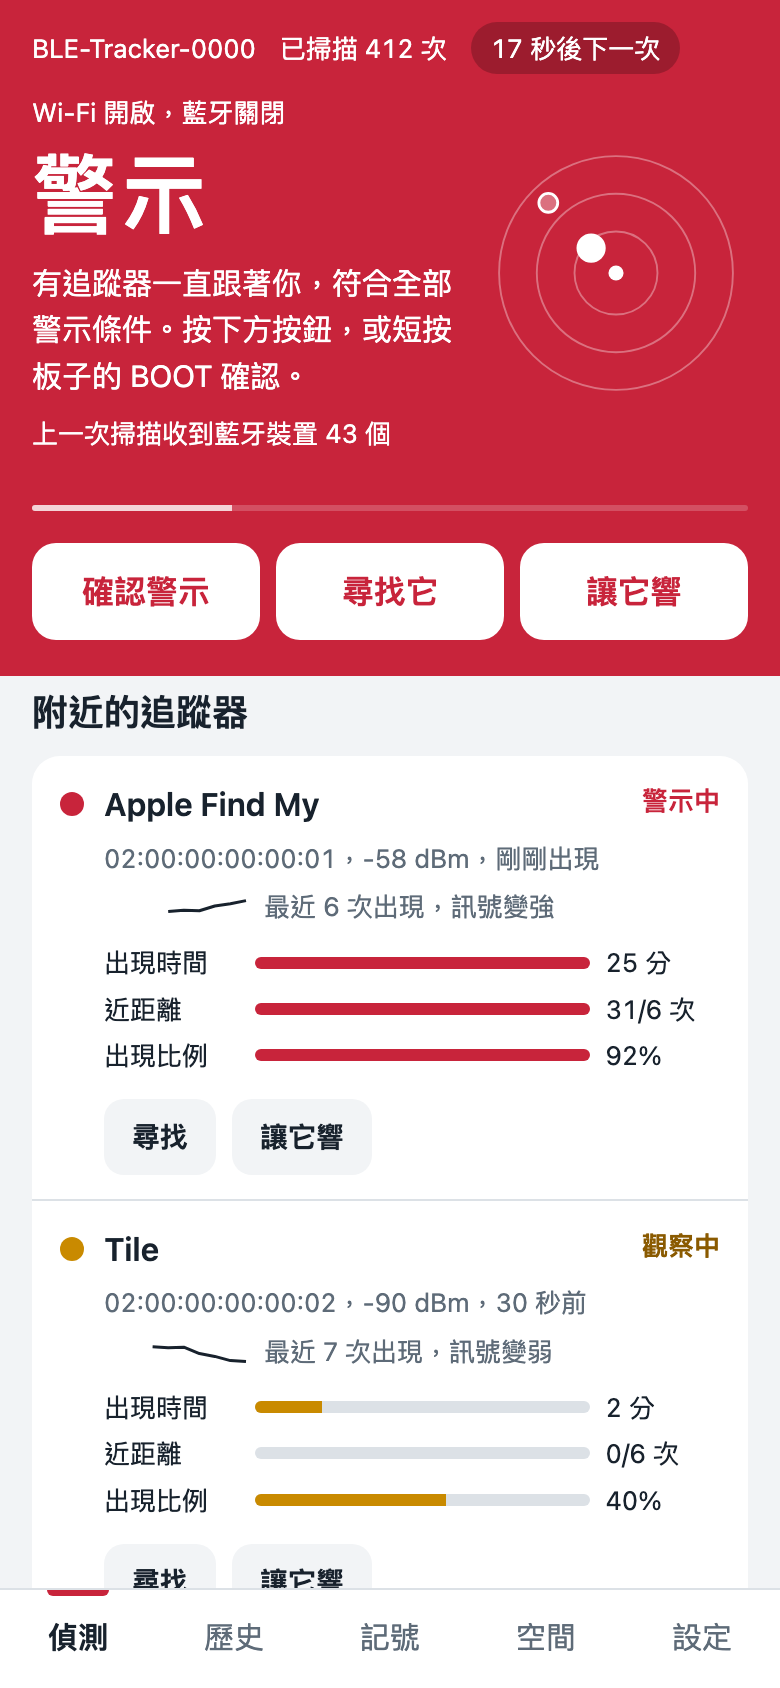 BLE-Tracker-0000 已掃描 412 次 17 秒後下一次
Wi-Fi 開啟，藍牙關閉
警示
有追蹤器一直跟著你，符合全部
警示條件。按下方按鈕，或短按
板子的 BOOT 確認。
上一次掃描收到藍牙裝置 43 個
確認警示 尋找它 讓它響
附近的追蹤器
Apple Find My 警示中
02:00:00:00:00:01，-58 dBm，剛剛出現
最近 6 次出現，訊號變強
出現時間 25 分
近距離 31/6 次
出現比例 92%
尋找 讓它響
Tile 觀察中
02:00:00:00:00:02，-90 dBm，30 秒前
最近 7 次出現，訊號變弱
出現時間 2 分
近距離 0/6 次
出現比例 40%
尋找 讓它響
偵測 歷史 記號 空間 設定